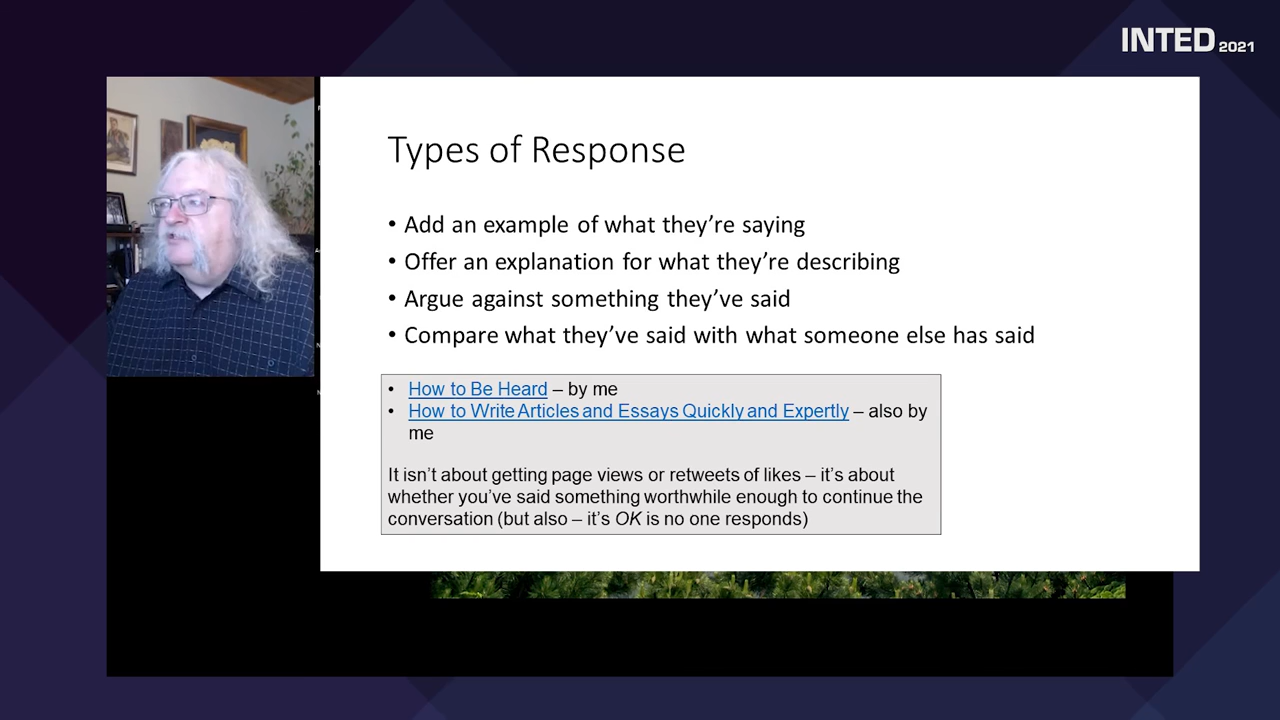 INTED 2021
Types of Response
• Add an example of what they're saying
• Offer an explanation for what they're describing
• Argue against something they've said
• Compare what they've said with what someone else has said
• How to Be Heard – by me
• How to Write Articles and Essays Quickly and Expertly – also by
me
It isn't about getting page views or retweets of likes – it's about
whether you've said something worthwhile enough to continue the
conversation (but also – it's OK is no one responds)